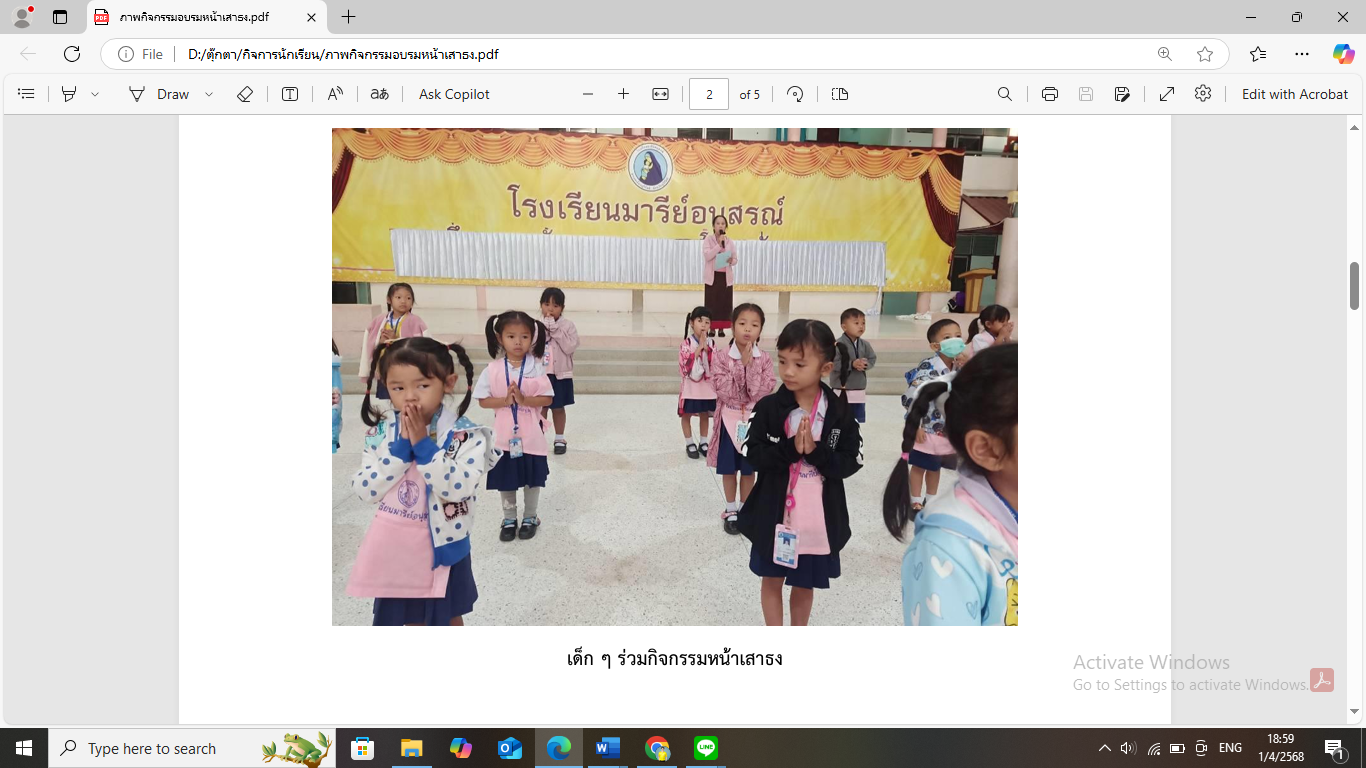 ภาพกิจกรรมอบรมหน้าเสาธง.pdf
File
D:/ตุ๊กตา/กิจการนักเรียน/ภาพกิจกรรมอบรมหน้าเสาธง.pdf
Draw
Ask Copilot
2 of 5
Edit with Acrobat
โรงเรียนมารีย์อนุสรณ์
เด็ก ๆ ร่วมกิจกรรมหน้าเสาธง
Activate Windows
Go to Settings to activate Windows.
Type here to search
ENG
18:59
1/4/2568
1